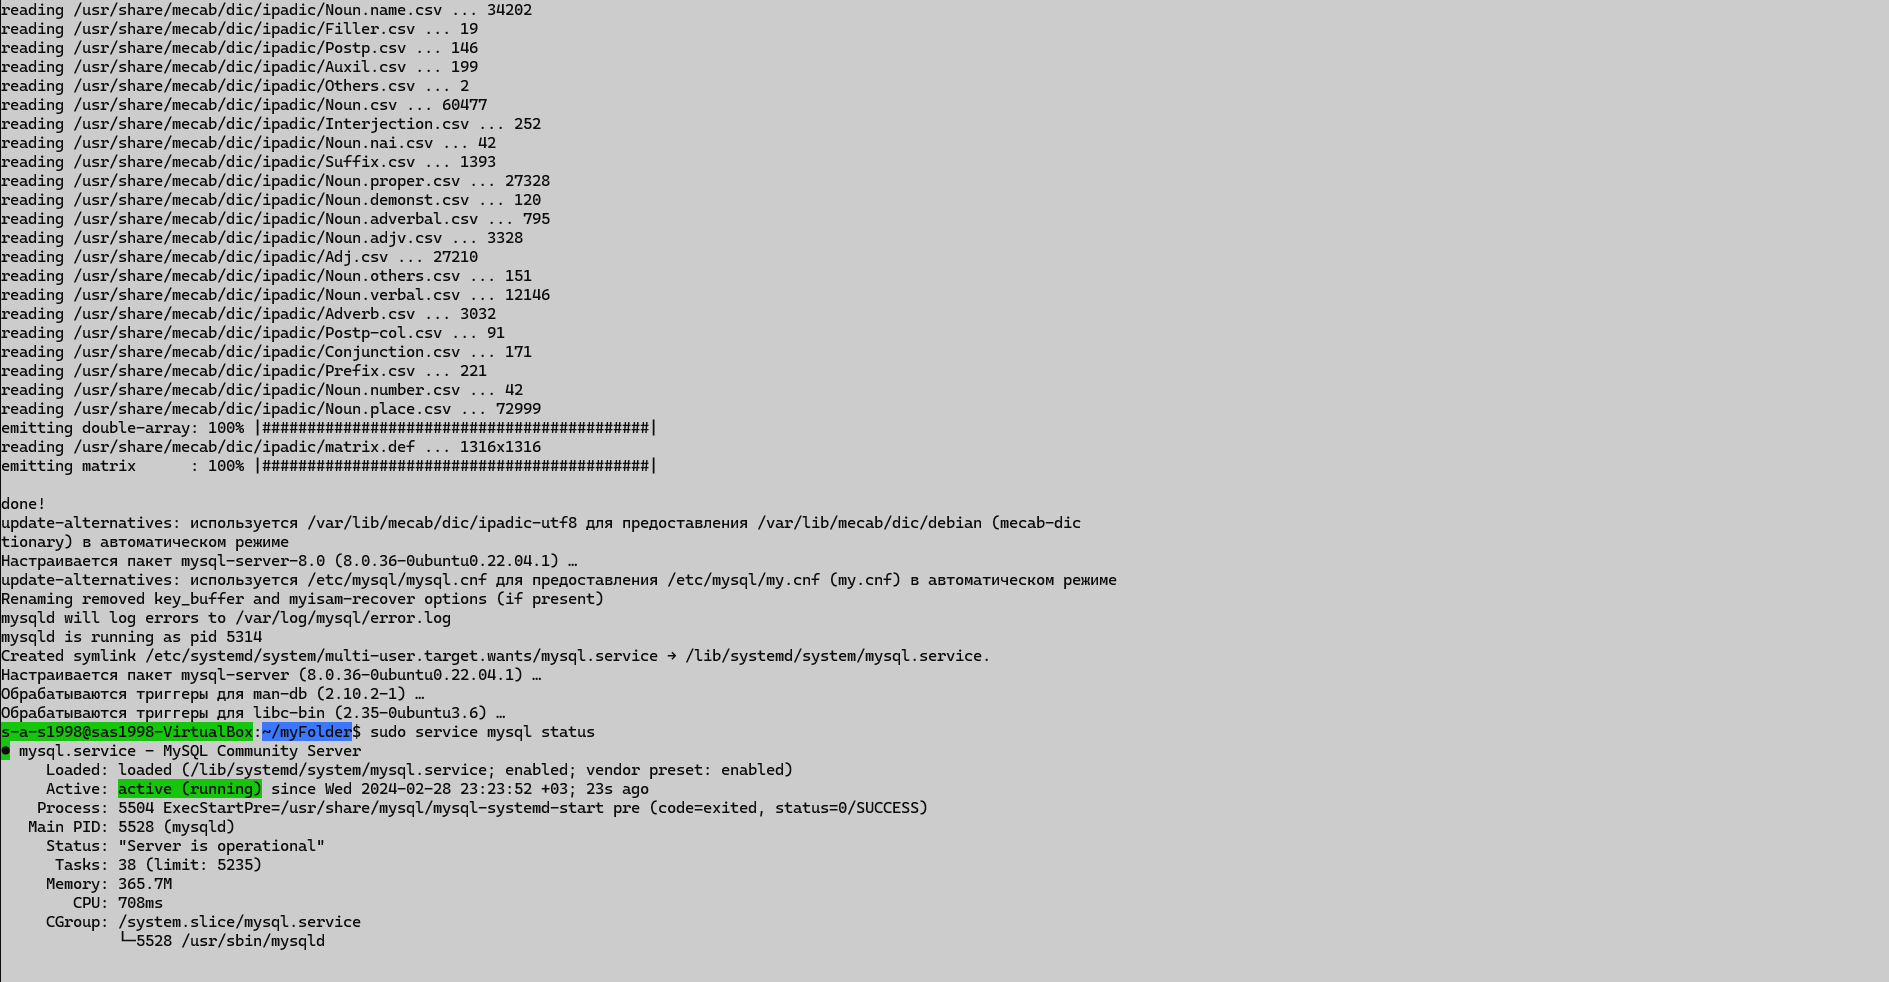 reading /usr/share/mecab/dic/ipadic/Noun.name.csv ... 34202
reading /usr/share/mecab/dic/ipadic/Filler.csv ... 19
reading /usr/share/mecab/dic/ipadic/Postp.csv ... 146
reading /usr/share/mecab/dic/ipadic/Auxil.csv ... 199
reading /usr/share/mecab/dic/ipadic/Others.csv ... 2
reading /usr/share/mecab/dic/ipadic/Noun.csv ... 60477
reading /usr/share/mecab/dic/ipadic/Interjection.csv ... 252
reading /usr/share/mecab/dic/ipadic/Noun.nai.csv ... 42
reading /usr/share/mecab/dic/ipadic/Suffix.csv ... 1393
reading /usr/share/mecab/dic/ipadic/Noun.proper.csv ... 27328
reading /usr/share/mecab/dic/ipadic/Noun.demonst.csv ... 120
reading /usr/share/mecab/dic/ipadic/Noun.adverbal.csv ... 795
reading /usr/share/mecab/dic/ipadic/Noun.adjv.csv ... 3328
reading /usr/share/mecab/dic/ipadic/Adj.csv ... 27210
reading /usr/share/mecab/dic/ipadic/Noun.others.csv ... 151
reading /usr/share/mecab/dic/ipadic/Noun.verbal.csv ... 12146
reading /usr/share/mecab/dic/ipadic/Adverb.csv ... 3032
reading /usr/share/mecab/dic/ipadic/Postp-col.csv ... 91
reading /usr/share/mecab/dic/ipadic/Conjunction.csv ... 171
reading /usr/share/mecab/dic/ipadic/Prefix.csv ... 221
reading /usr/share/mecab/dic/ipadic/Noun.number.csv ... 42
reading /usr/share/mecab/dic/ipadic/Noun.place.csv ... 72999
emitting double-array: 100% |###########################################|
reading /usr/share/mecab/dic/ipadic/matrix.def ... 1316x1316
emitting matrix      : 100% |###########################################|

done!
update-alternatives: используется /var/lib/mecab/dic/ipadic-utf8 для предоставления /var/lib/mecab/dic/debian (mecab-dic
tionary) в автоматическом режиме
Настраивается пакет mysql-server-8.0 (8.0.36-0ubuntu0.22.04.1) …
update-alternatives: используется /etc/mysql/mysql.cnf для предоставления /etc/mysql/my.cnf (my.cnf) в автоматическом режиме
Renaming removed key_buffer and myisam-recover options (if present)
mysqld will log errors to /var/log/mysql/error.log
mysqld is running as pid 5314
Created symlink /etc/systemd/system/multi-user.target.wants/mysql.service → /lib/systemd/system/mysql.service.
Настраивается пакет mysql-server (8.0.36-0ubuntu0.22.04.1) …
Обрабатываются триггеры для man-db (2.10.2-1) …
Обрабатываются триггеры для libc-bin (2.35-0ubuntu3.6) …
s-a-s1998@sas1998-VirtualBox:~/myFolder$ sudo service mysql status
● mysql.service - MySQL Community Server
     Loaded: loaded (/lib/systemd/system/mysql.service; enabled; vendor preset: enabled)
     Active: active (running) since Wed 2024-02-28 23:23:52 +03; 23s ago
    Process: 5504 ExecStartPre=/usr/share/mysql/mysql-systemd-start pre (code=exited, status=0/SUCCESS)
   Main PID: 5528 (mysqld)
     Status: "Server is operational"
      Tasks: 38 (limit: 5235)
     Memory: 365.7M
        CPU: 708ms
     CGroup: /system.slice/mysql.service
             └─5528 /usr/sbin/mysqld